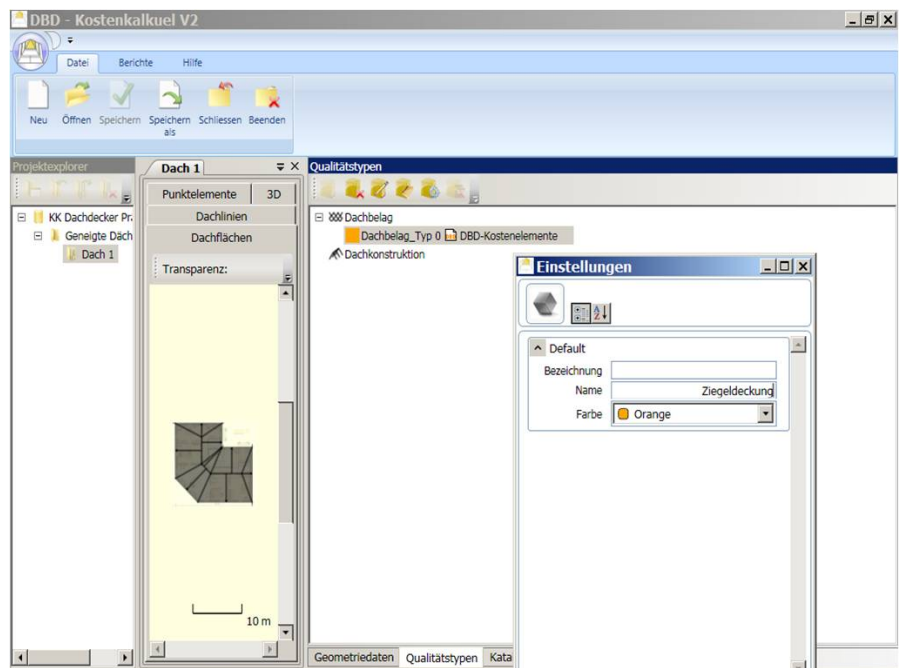 DBD - Kostenkalkuel V2
Datei Berichte Hilfe
Neu Öffnen Speichern Speichern als Schliessen Beenden
Projektexplorer
KK Dachdecker Pr
Geneigte Däch
Dach 1
Dach 1
Punktelemente 3D
Dachlinien
Dachflächen
Transparenz:
10 m
Qualitätstypen
Dachbelag
Dachbelag_Typ 0 DBD-Kostenelemente
Dachkonstruktion
Einstellungen
Default
Bezeichnung
Name Ziegeldeckung
Farbe Orange
Geometriedaten Qualitätstypen Kata